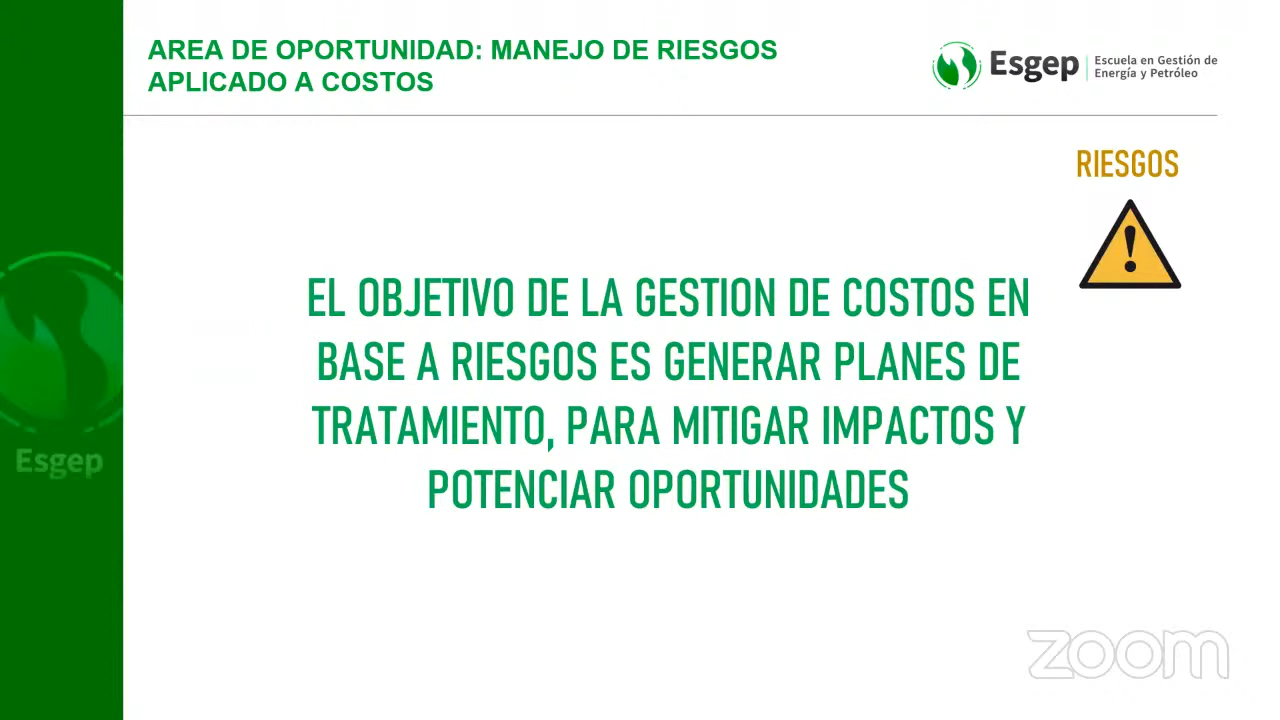 AREA DE OPORTUNIDAD: MANEJO DE RIESGOS
APLICADO A COSTOS
Esgep
Escuela en Gestión de
Energía y Petróleo
RIESGOS
EL OBJETIVO DE LA GESTION DE COSTOS EN
BASE A RIESGOS ES GENERAR PLANES DE
TRATAMIENTO, PARA MITIGAR IMPACTOS Y
POTENCIAR OPORTUNIDADES
Esgep
zoom